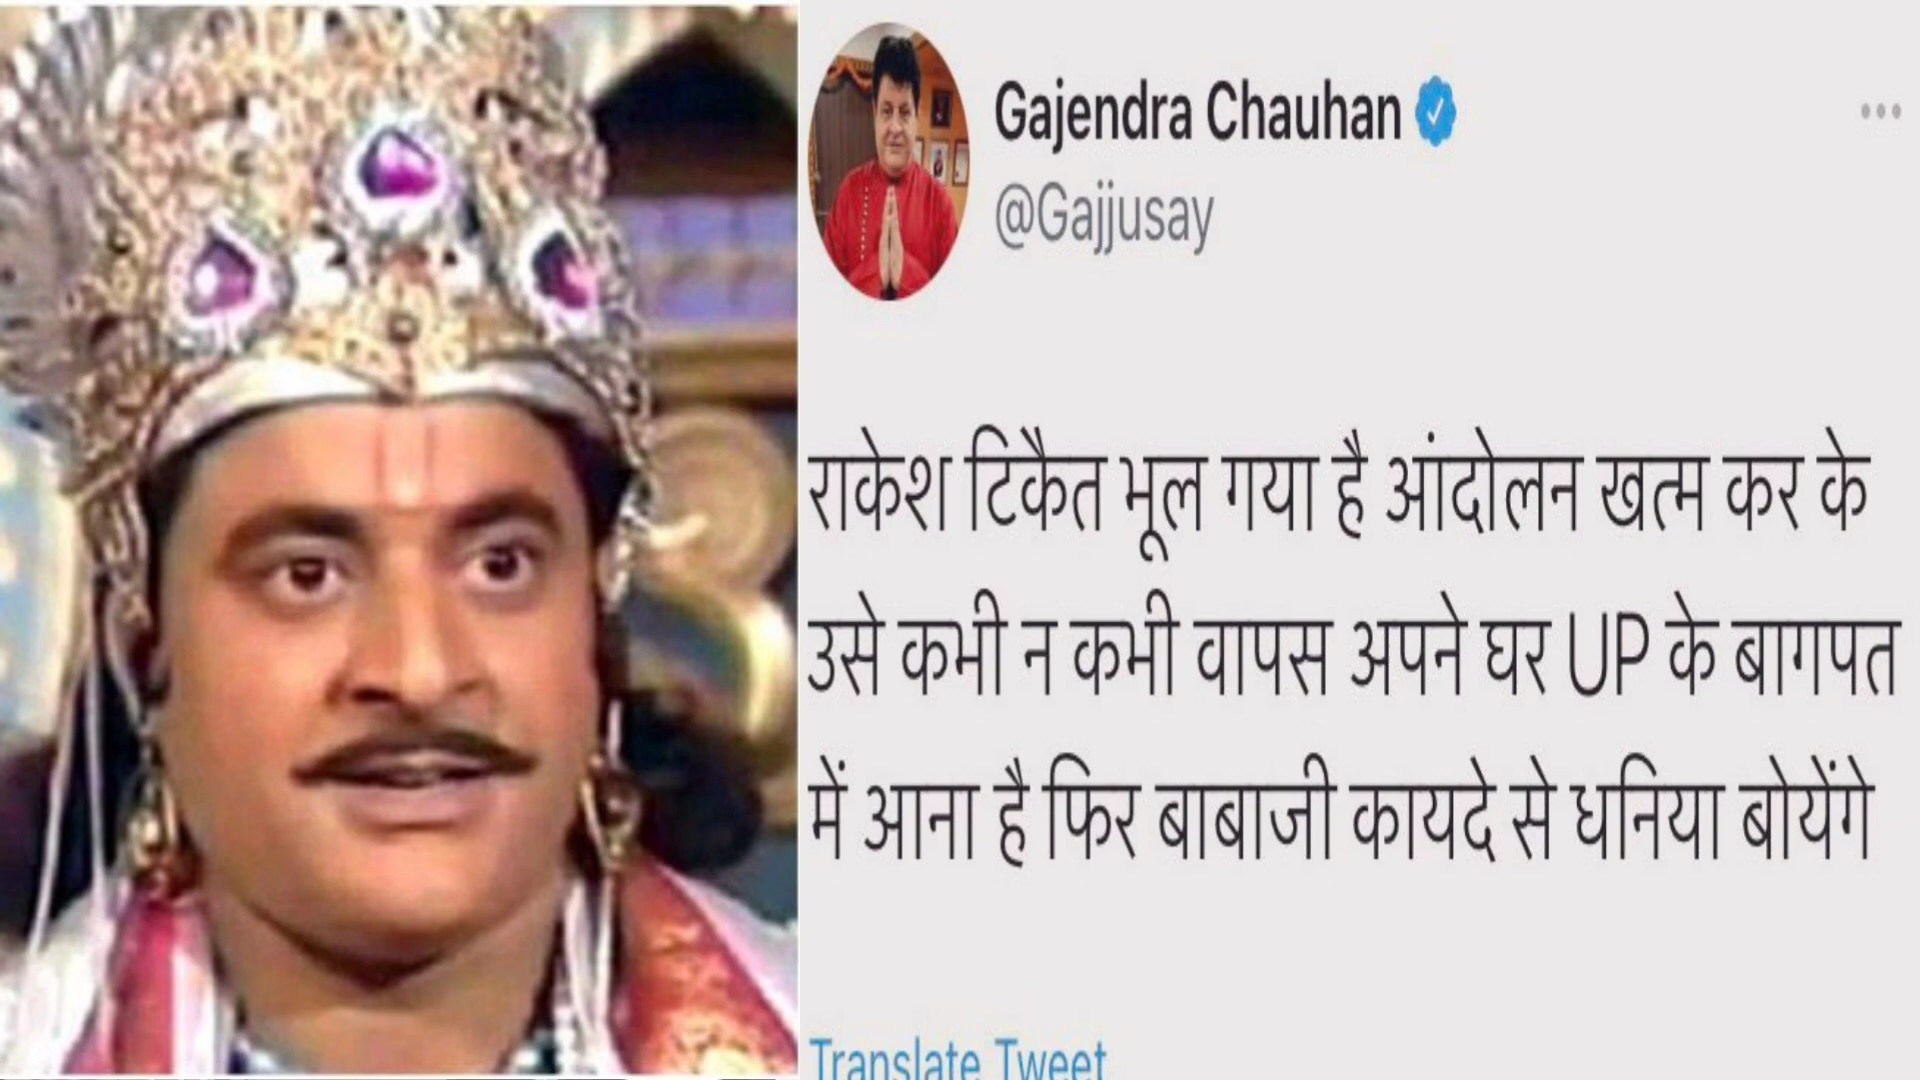 Gajendra Chauhan
@Gajjusay
राकेश टिकैत भूल गया है आंदोलन खत्म कर के
उसे कभी न कभी वापस अपने घर UP के बागपत
में आना है फिर बाबाजी कायदे से धनिया बोयेंगे
Translate Tweet